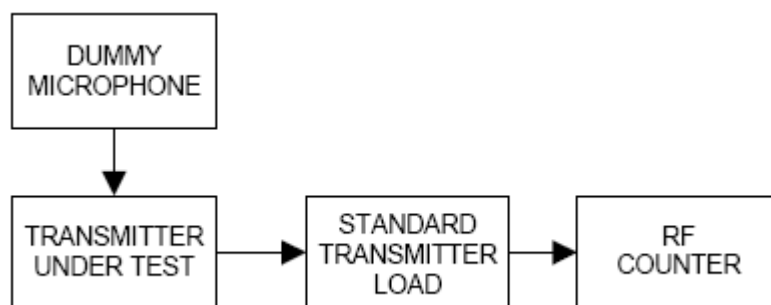 DUMMY
MICROPHONE
TRANSMITTER
UNDER TEST
STANDARD
TRANSMITTER
LOAD
RF
COUNTER